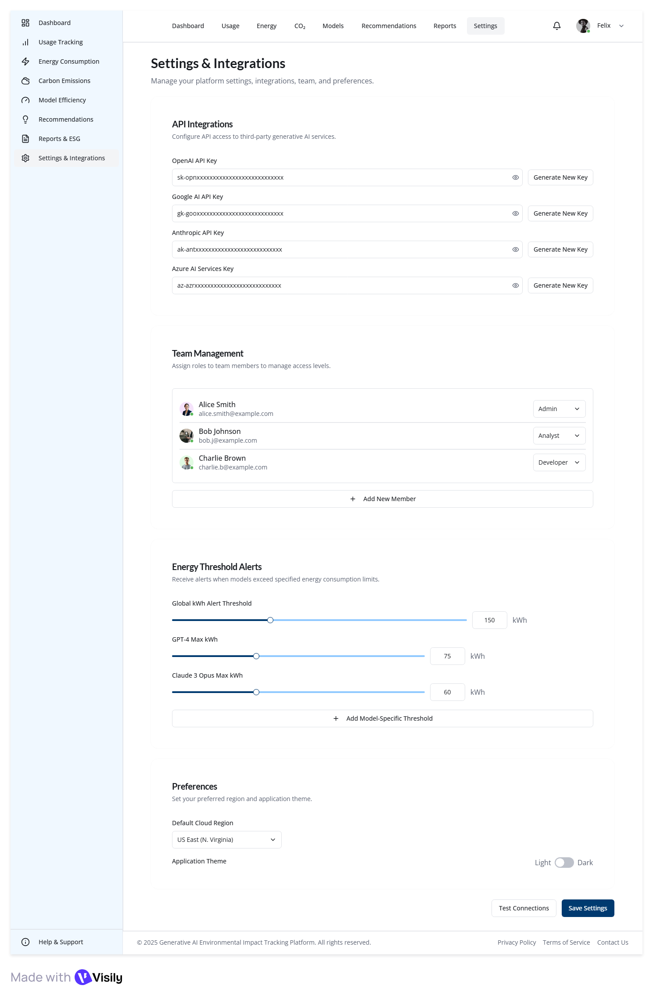 Dashboard
Usage Tracking
Energy Consumption
Carbon Emissions
Model Efficiency
Recommendations
Reports & ESG
Settings & Integrations
Help & Support
Dashboard Usage Energy CO₂ Models Recommendations Reports Settings Felix
Settings & Integrations
Manage your platform settings, integrations, team, and preferences.
API Integrations
Configure API access to third-party generative AI services.
OpenAI API Key
sk-opnxxxxxxxxxxxxxxxxxxxxxxxxxxx Generate New Key
Google AI API Key
gk-gooxxxxxxxxxxxxxxxxxxxxxxxxxxx Generate New Key
Anthropic API Key
ak-antxxxxxxxxxxxxxxxxxxxxxxxxxxx Generate New Key
Azure AI Services Key
az-azrxxxxxxxxxxxxxxxxxxxxxxxxxxx Generate New Key
Team Management
Assign roles to team members to manage access levels.
Alice Smith
alice.smith@example.com
Admin
Bob Johnson
bob.j@example.com
Analyst
Charlie Brown
charlie.b@example.com
Developer
Add New Member
Energy Threshold Alerts
Receive alerts when models exceed specified energy consumption limits.
Global kWh Alert Threshold
150 kWh
GPT-4 Max kWh
75 kWh
Claude 3 Opus Max kWh
60 kWh
Add Model-Specific Threshold
Preferences
Set your preferred region and application theme.
Default Cloud Region
US East (N. Virginia)
Application Theme Light Dark
Test Connections Save Settings
© 2025 Generative AI Environmental Impact Tracking Platform. All rights reserved. Privacy Policy Terms of Service Contact Us
Made with Visily